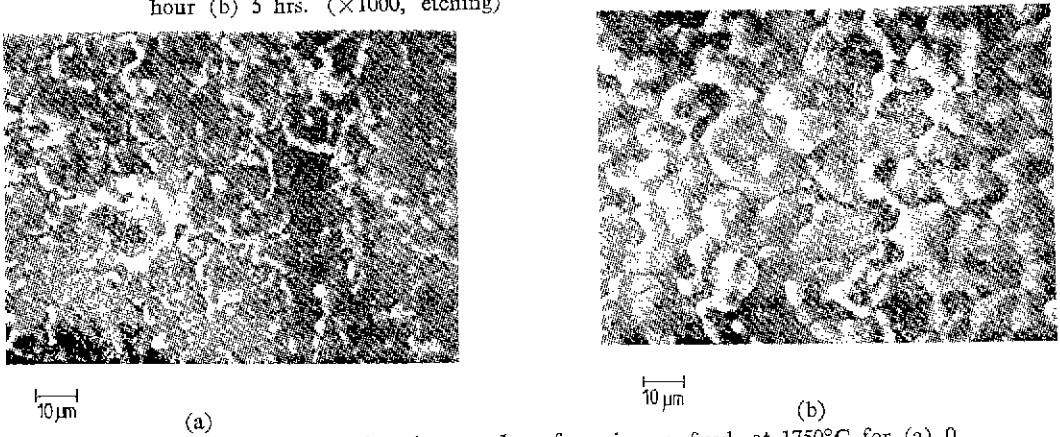 hour (b) 5 hrs. (×1000, etching)
10 μm
(a)
10 μm
(b)
at 1750°C for (a) 0